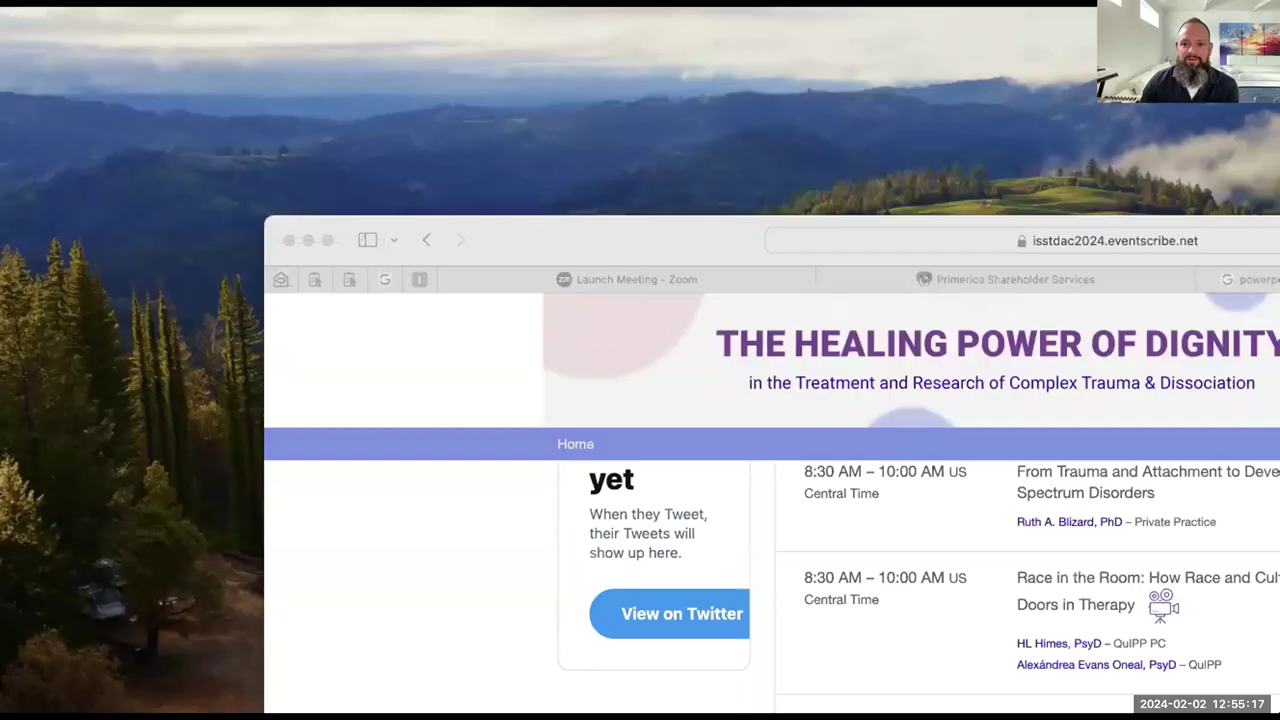 isstdac2024.eventscribe.net
Launch Meeting - Zoom
Primerica Shareholder Services
THE HEALING POWER OF DIGNITY
in the Treatment and Research of Complex Trauma & Dissociation
Home
yet
When they Tweet,
their Tweets will
show up here.
View on Twitter
8:30 AM – 10:00 AM US
Central Time
From Trauma and Attachment to
Spectrum Disorders
Ruth A. Blizard, PhD – Private Practice
8:30 AM – 10:00 AM US
Central Time
Race in the Room: How Race and
Doors in Therapy
HL Himes, PsyD – QuIPP PC
Alexándrea Evans Oneal, PsyD – QuIPP
2024-02-02 12:55:17